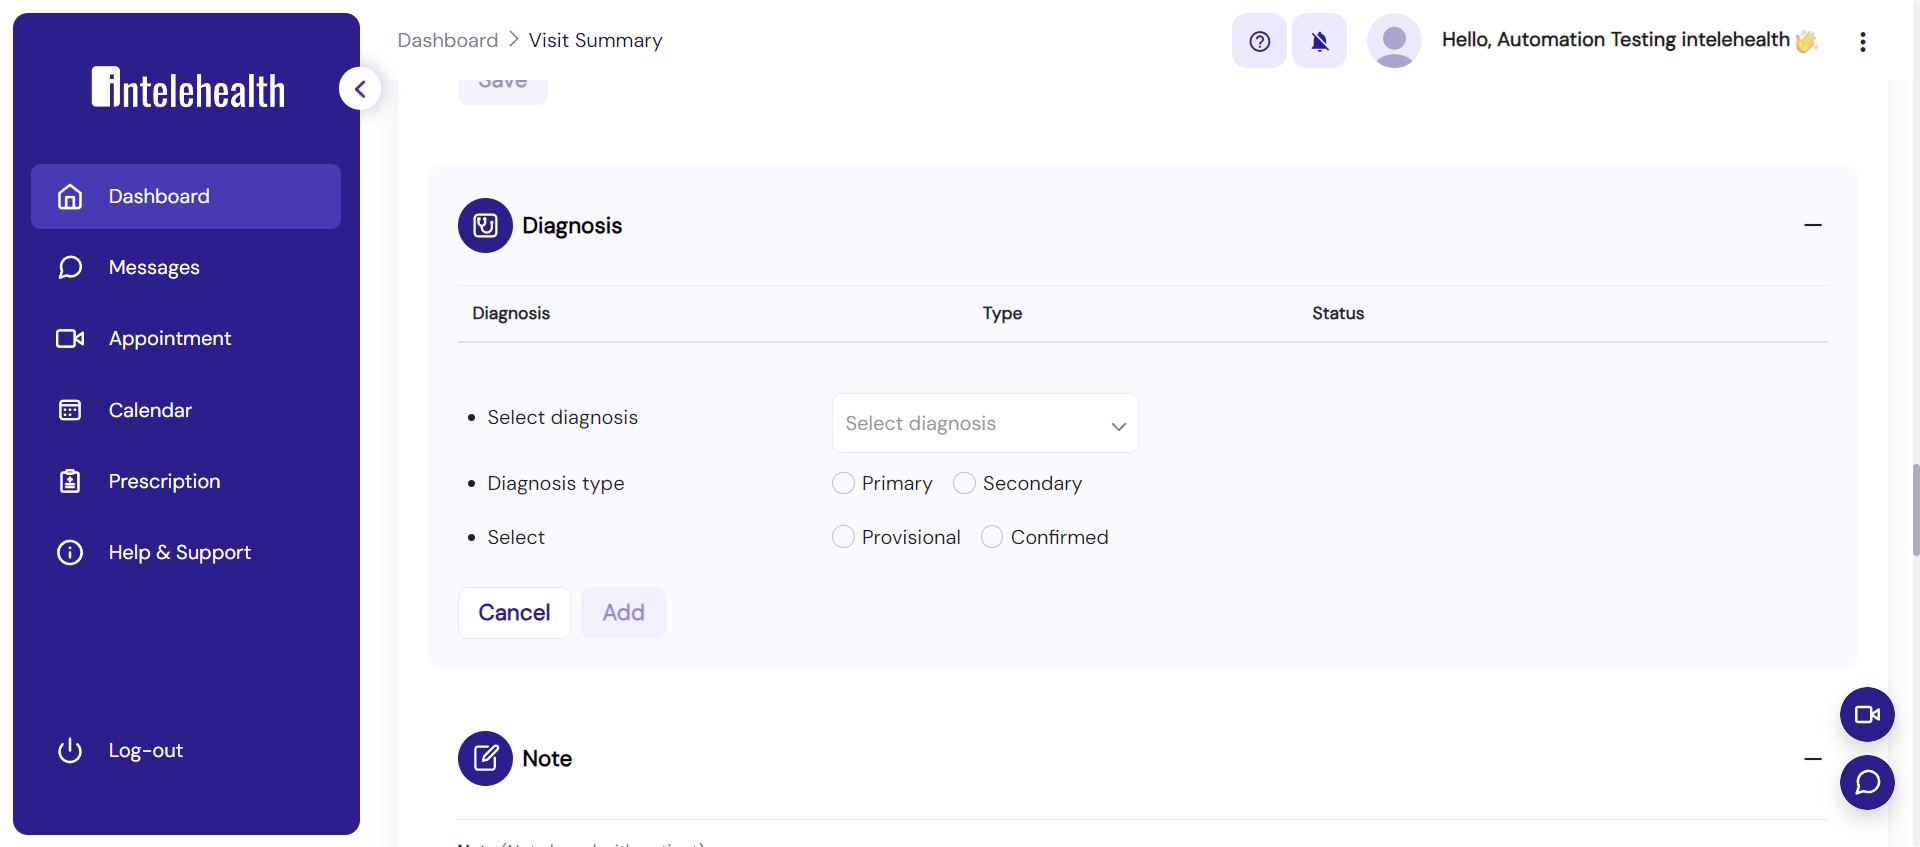 intelehealth
Dashboard > Visit Summary
Hello, Automation Testing intelehealth 👋
Save
Dashboard
Messages
Appointment
Calendar
Prescription
Help & Support
Log-out
Diagnosis
Diagnosis Type Status
• Select diagnosis Select diagnosis
• Diagnosis type Primary Secondary
• Select Provisional Confirmed
Cancel Add
Note